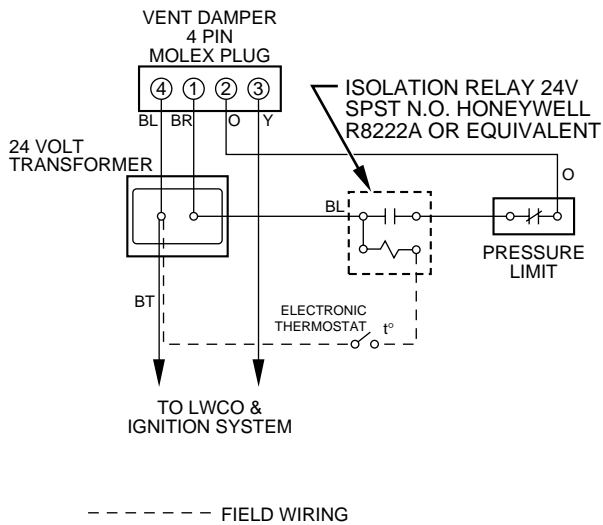 VENT DAMPER
4 PIN
MOLEX PLUG
4 1 2 3
BL BR O Y
ISOLATION RELAY 24V
SPST N.O. HONEYWELL
R8222A OR EQUIVALENT
24 VOLT
TRANSFORMER
O
BL
PRESSURE
LIMIT
BT
ELECTRONIC
THERMOSTAT
t°
TO LWCO &
IGNITION SYSTEM
FIELD WIRING